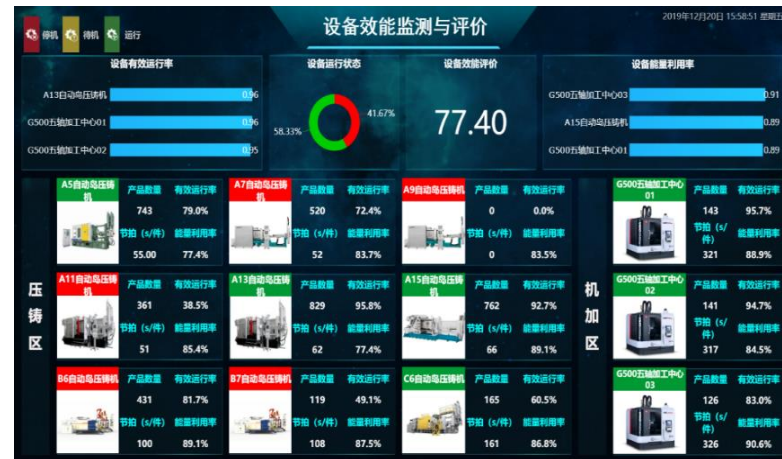 停机 待机 运行
设备效能监测与评价
2019年12月20日 15:58:51 星期五
设备有效运行率
A13自动岛压铸机 0.96
G500五轴加工中心01 0.96
G500五轴加工中心02 0.95
设备运行状态
41.67%
58.33%
设备效能评价
77.40
设备能量利用率
G500五轴加工中心03 0.91
A15自动岛压铸机 0.89
G500五轴加工中心01 0.89
压铸区
A5自动岛压铸机
产品数量 有效运行率
743 79.0%
节拍（s/件） 能量利用率
55.00 77.4%
A7自动岛压铸机
产品数量 有效运行率
520 72.4%
节拍（s/件） 能量利用率
52 83.7%
A9自动岛压铸机
产品数量 有效运行率
0 0.0%
节拍（s/件） 能量利用率
0 83.5%
A11自动岛压铸机
产品数量 有效运行率
361 38.5%
节拍（s/件） 能量利用率
51 85.4%
A13自动岛压铸机
产品数量 有效运行率
829 95.8%
节拍（s/件） 能量利用率
62 77.4%
A15自动岛压铸机
产品数量 有效运行率
762 92.7%
节拍（s/件） 能量利用率
66 89.1%
B6自动岛压铸机
产品数量 有效运行率
431 81.7%
节拍（s/件） 能量利用率
100 89.1%
B7自动岛压铸机
产品数量 有效运行率
119 49.1%
节拍（s/件） 能量利用率
108 87.5%
C6自动岛压铸机
产品数量 有效运行率
165 60.5%
节拍（s/件） 能量利用率
161 86.8%
机加区
G500五轴加工中心
01
产品数量 有效运行率
143 95.7%
节拍（s/件） 能量利用率
321 88.9%
G500五轴加工中心
02
产品数量 有效运行率
141 94.7%
节拍（s/件） 能量利用率
317 84.5%
G500五轴加工中心
03
产品数量 有效运行率
126 83.0%
节拍（s/件） 能量利用率
326 90.6%